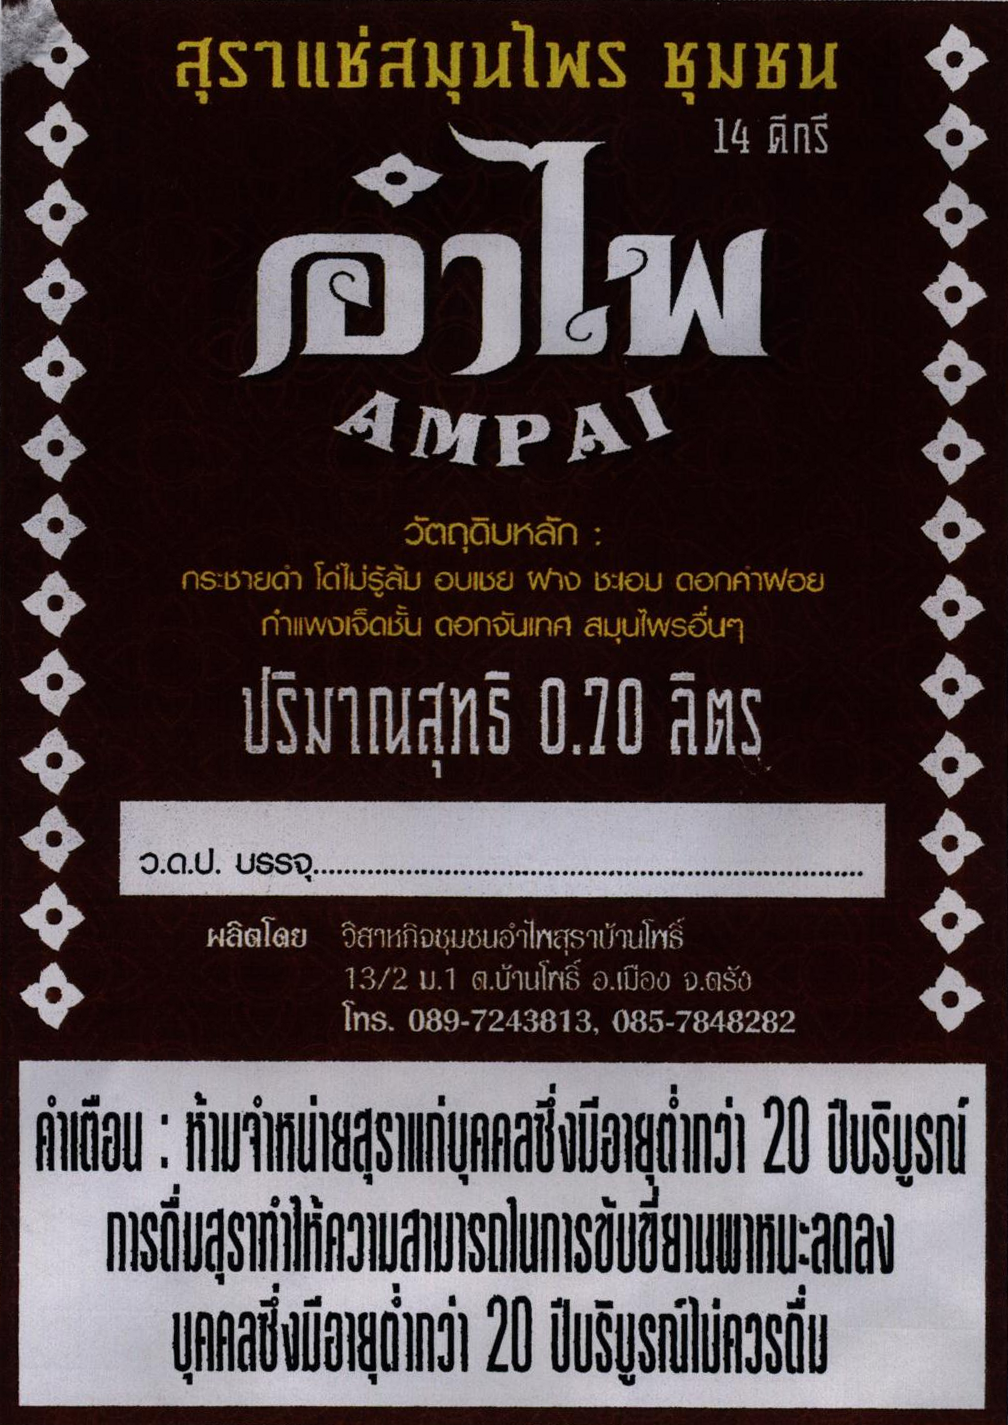 สุราแช่สมุนไพร ชุมชน
14 ดีกรี
อำไพ
AMPAI
วัตถุดิบหลัก :
กระชายดำ โด่ไม่รู้ล้ม อบเชย ฝาง ชะเอม ดอกคำฝอย
กำแพงเจ็ดชั้น ดอกจันเทศ สมุนไพรอื่นๆ
ปริมาณสุทธิ 0.70 ลิตร
ว.ด.ป. บรรจุ..........................................................................
ผลิตโดย วิสาหกิจชุมชนอำไพสุราบ้านโพธิ์
13/2 ม.1 ต.บ้านโพธิ์ อ.เมือง จ.ตรัง
โทร. 089-7243813, 085-7848282
คำเตือน : ห้ามจำหน่ายสุราแก่บุคคลซึ่งมีอายุต่ำกว่า 20 ปีบริบูรณ์
การดื่มสุราทำให้ความสามารถในการขับขี่ยานพาหนะลดลง
บุคคลซึ่งมีอายุต่ำกว่า 20 ปีบริบูรณ์ไม่ควรดื่ม